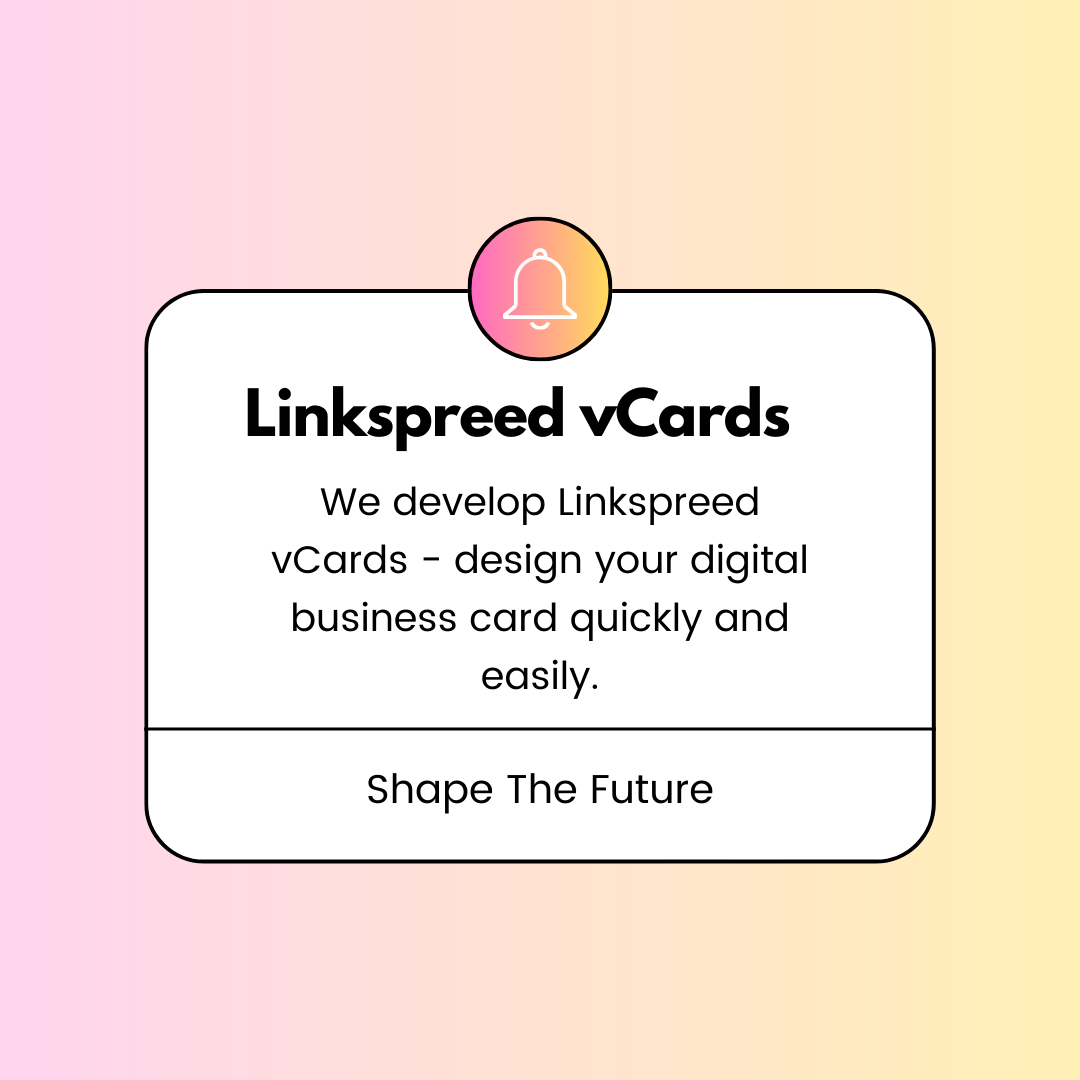 Linkspreed vCards
We develop Linkspreed
vCards - design your digital
business card quickly and
easily.
Shape The Future